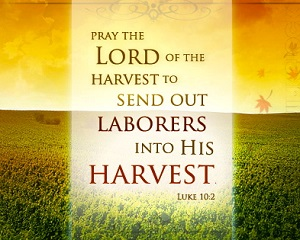 PRAY THE
LORD OF THE
HARVEST TO
SEND OUT
LABORERS
INTO HIS
HARVEST.
LUKE 10:2